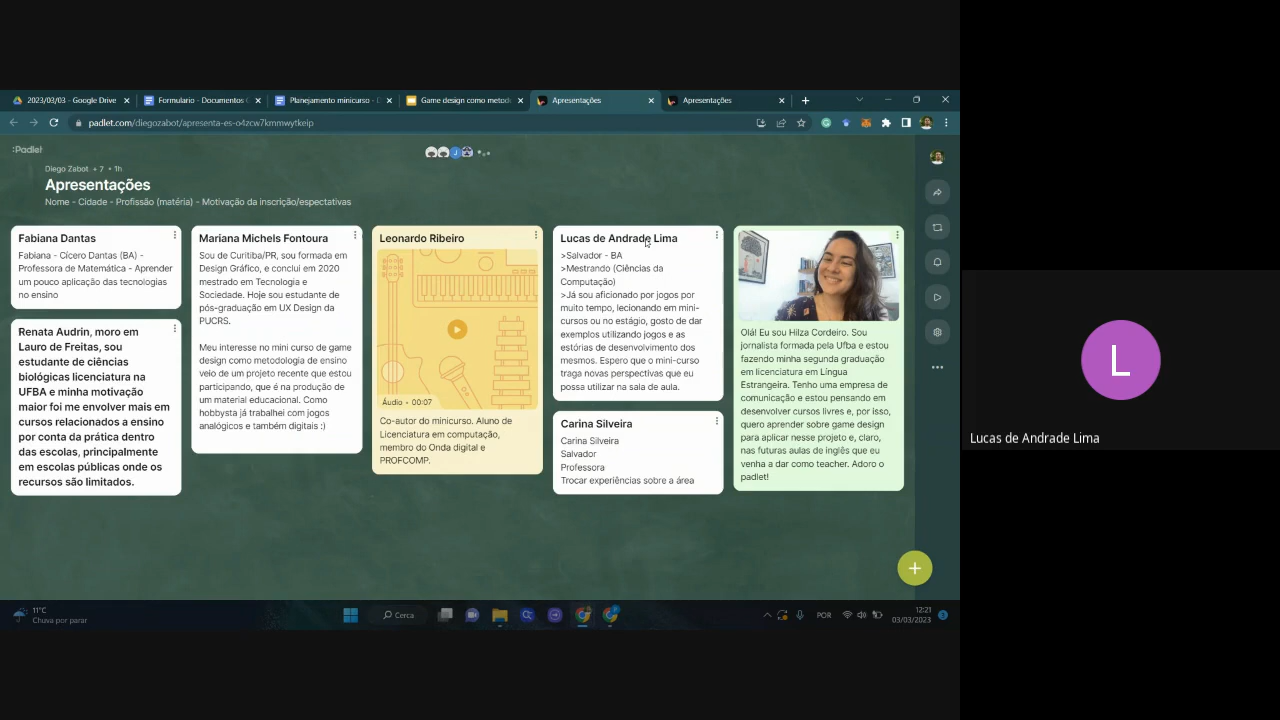 2023/03/03 - Google Drive
Formulario - Documentos
Planejamento minicurso - D
Game design como metod
Apresentações
Apresentações
padlet.com/diegozabot/apresenta-es-o4zcw7kmmwytkeip
:Padlet
Diego Zabot + 7 • 1h
Apresentações
Nome - Cidade - Profissão (matéria) - Motivação da inscrição/espectativas
Fabiana Dantas
Fabiana - Cícero Dantas (BA) -
Professora de Matemática - Aprender
um pouco aplicação das tecnologias
no ensino
Renata Audrin, moro em
Lauro de Freitas, sou
estudante de ciências
biológicas licenciatura na
UFBA e minha motivação
maior foi me envolver mais em
cursos relacionados a ensino
por conta da prática dentro
das escolas, principalmente
em escolas públicas onde os
recursos são limitados.
Mariana Michels Fontoura
Sou de Curitiba/PR, sou formada em
Design Gráfico, e conclui em 2020
mestrado em Tecnologia e
Sociedade. Hoje sou estudante de
pós-graduação em UX Design da
PUCRS.
Meu interesse no mini curso de game
design como metodologia de ensino
veio de um projeto recente que estou
participando, que é na produção de
um material educacional. Como
hobbysta já trabalhei com jogos
analógicos e também digitais :)
Leonardo Ribeiro
Áudio • 00:07
Co-autor do minicurso. Aluno de
Licenciatura em computação,
membro do Onda digital e
PROFCOMP.
Lucas de Andrade Lima
>Salvador - BA
>Mestrando (Ciências da
Computação)
>Já sou aficionado por jogos por
muito tempo, lecionando em mini-
cursos ou no estágio, gosto de dar
exemplos utilizando jogos e as
estórias de desenvolvimento dos
mesmos. Espero que o mini-curso
traga novas perspectivas que eu
possa utilizar na sala de aula.
Carina Silveira
Carina Silveira
Salvador
Professora
Trocar experiências sobre a área
Olá! Eu sou Hilza Cordeiro. Sou
jornalista formada pela Ufba e estou
fazendo minha segunda graduação
em licenciatura em Língua
Estrangeira. Tenho uma empresa de
comunicação e estou pensando em
desenvolver cursos livres e, por isso,
quero aprender sobre game design
para aplicar nesse projeto e, claro,
nas futuras aulas de inglês que eu
venha a dar como teacher. Adoro o
padlet!
L
Lucas de Andrade Lima
11°C
Chuva por parar
Cerca
POR
12:21
03/03/2023